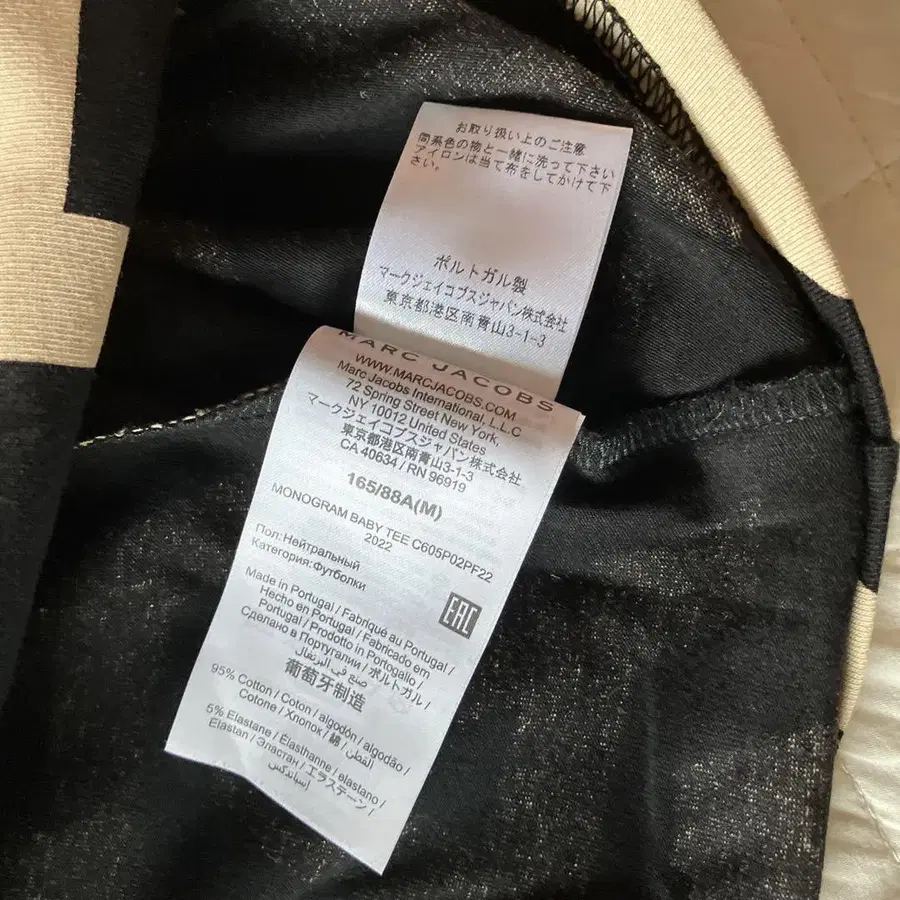 お取り扱い上のご注意
同系色の物と一緒に洗って下さい
アイロンは当て布をしてかけて下
さい。
ポルトガル製
マークジェイコブスジャパン株式会社
東京都港区南青山3-1-3
MARC JACOBS
WWW.MARCJACOBS.COM
Marc Jacobs International, L.L.C
72 Spring Street New York,
NY 10012 United States
マークジェイコブスジャパン株式会社
東京都港区南青山3-1-3
CA 40634 / RN 96919
165/88A(M)
MONOGRAM BABY TEE C605P02PF22
2022
Пол:Нейтральный
Категория:Футболки
EAC
Made in Portugal / Fabriqué au Portugal /
Hecho en Portugal / Fabricado em
Portugal / Prodotto in Portogallo /
Сделано в Португалии / ポルトガル /
صنع في البرتغال
葡萄牙制造
95% Cotton / Coton / algodón / algodão /
Cotone / Хлопок / 綿 / القطن /
5% Elastane / Élasthanne / elastano /
Elastan / Эластан / エラステーン /
إسباندكس